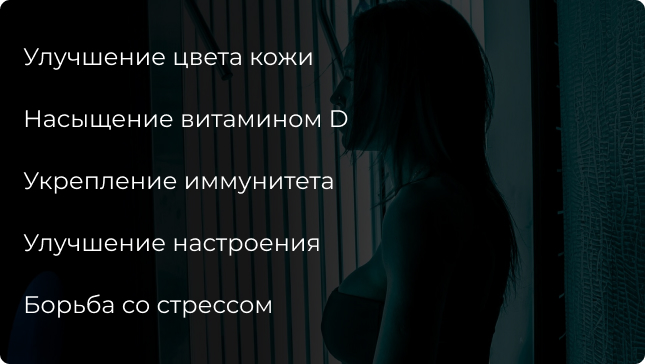 Улучшение цвета кожи
Насыщение витамином D
Укрепление иммунитета
Улучшение настроения
Борьба со стрессом